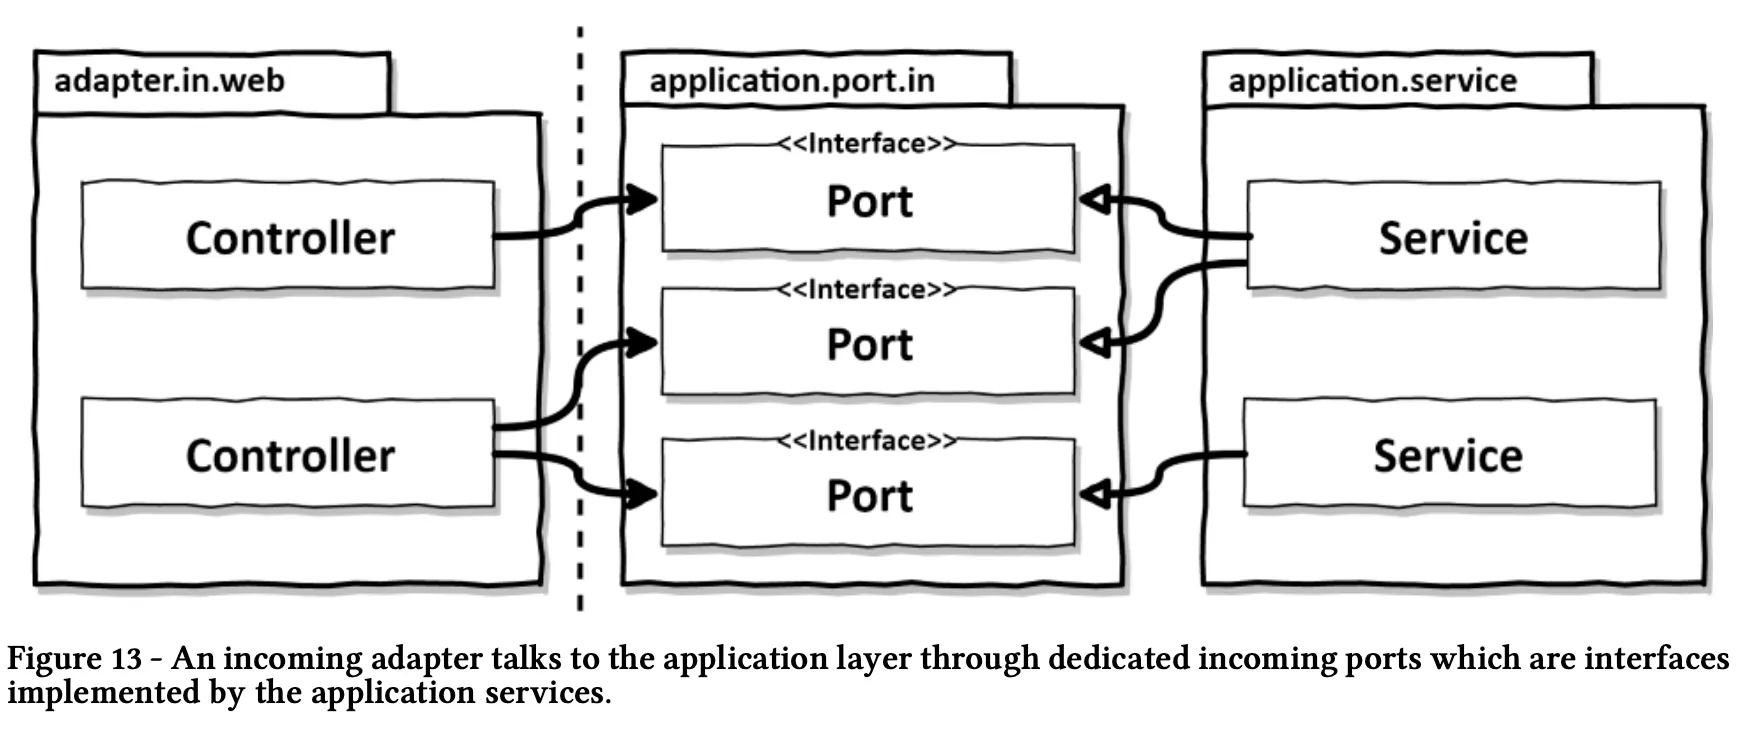 adapter.in.web
application.port.in
application.service
<<Interface>>
Port
<<Interface>>
Port
<<Interface>>
Port
Controller
Controller
Service
Service
Figure 13 - An incoming adapter talks to the application layer through dedicated incoming ports which are interfaces
implemented by the application services.